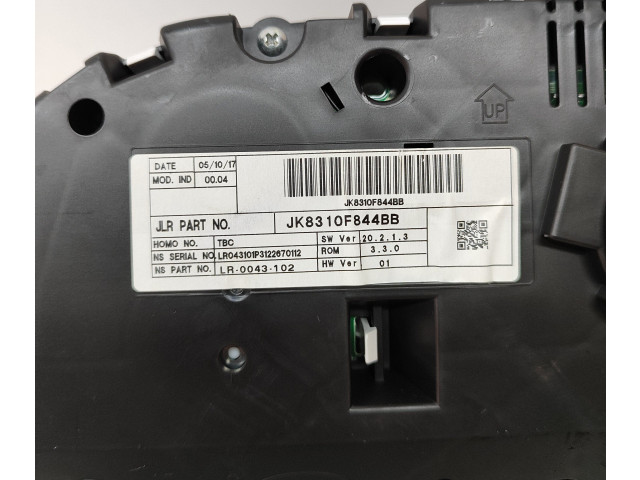 UP
DATE 05/10/17
MOD. IND 00.04
JK8310F844BB
JLR PART NO. JK8310F844BB
HOMO NO. TBC SW Ver 20.2.1.3
NS SERIAL NO. LR043101P3122670112 ROM 3.3.0
NS PART NO. LR-0043-102 HW Ver 01